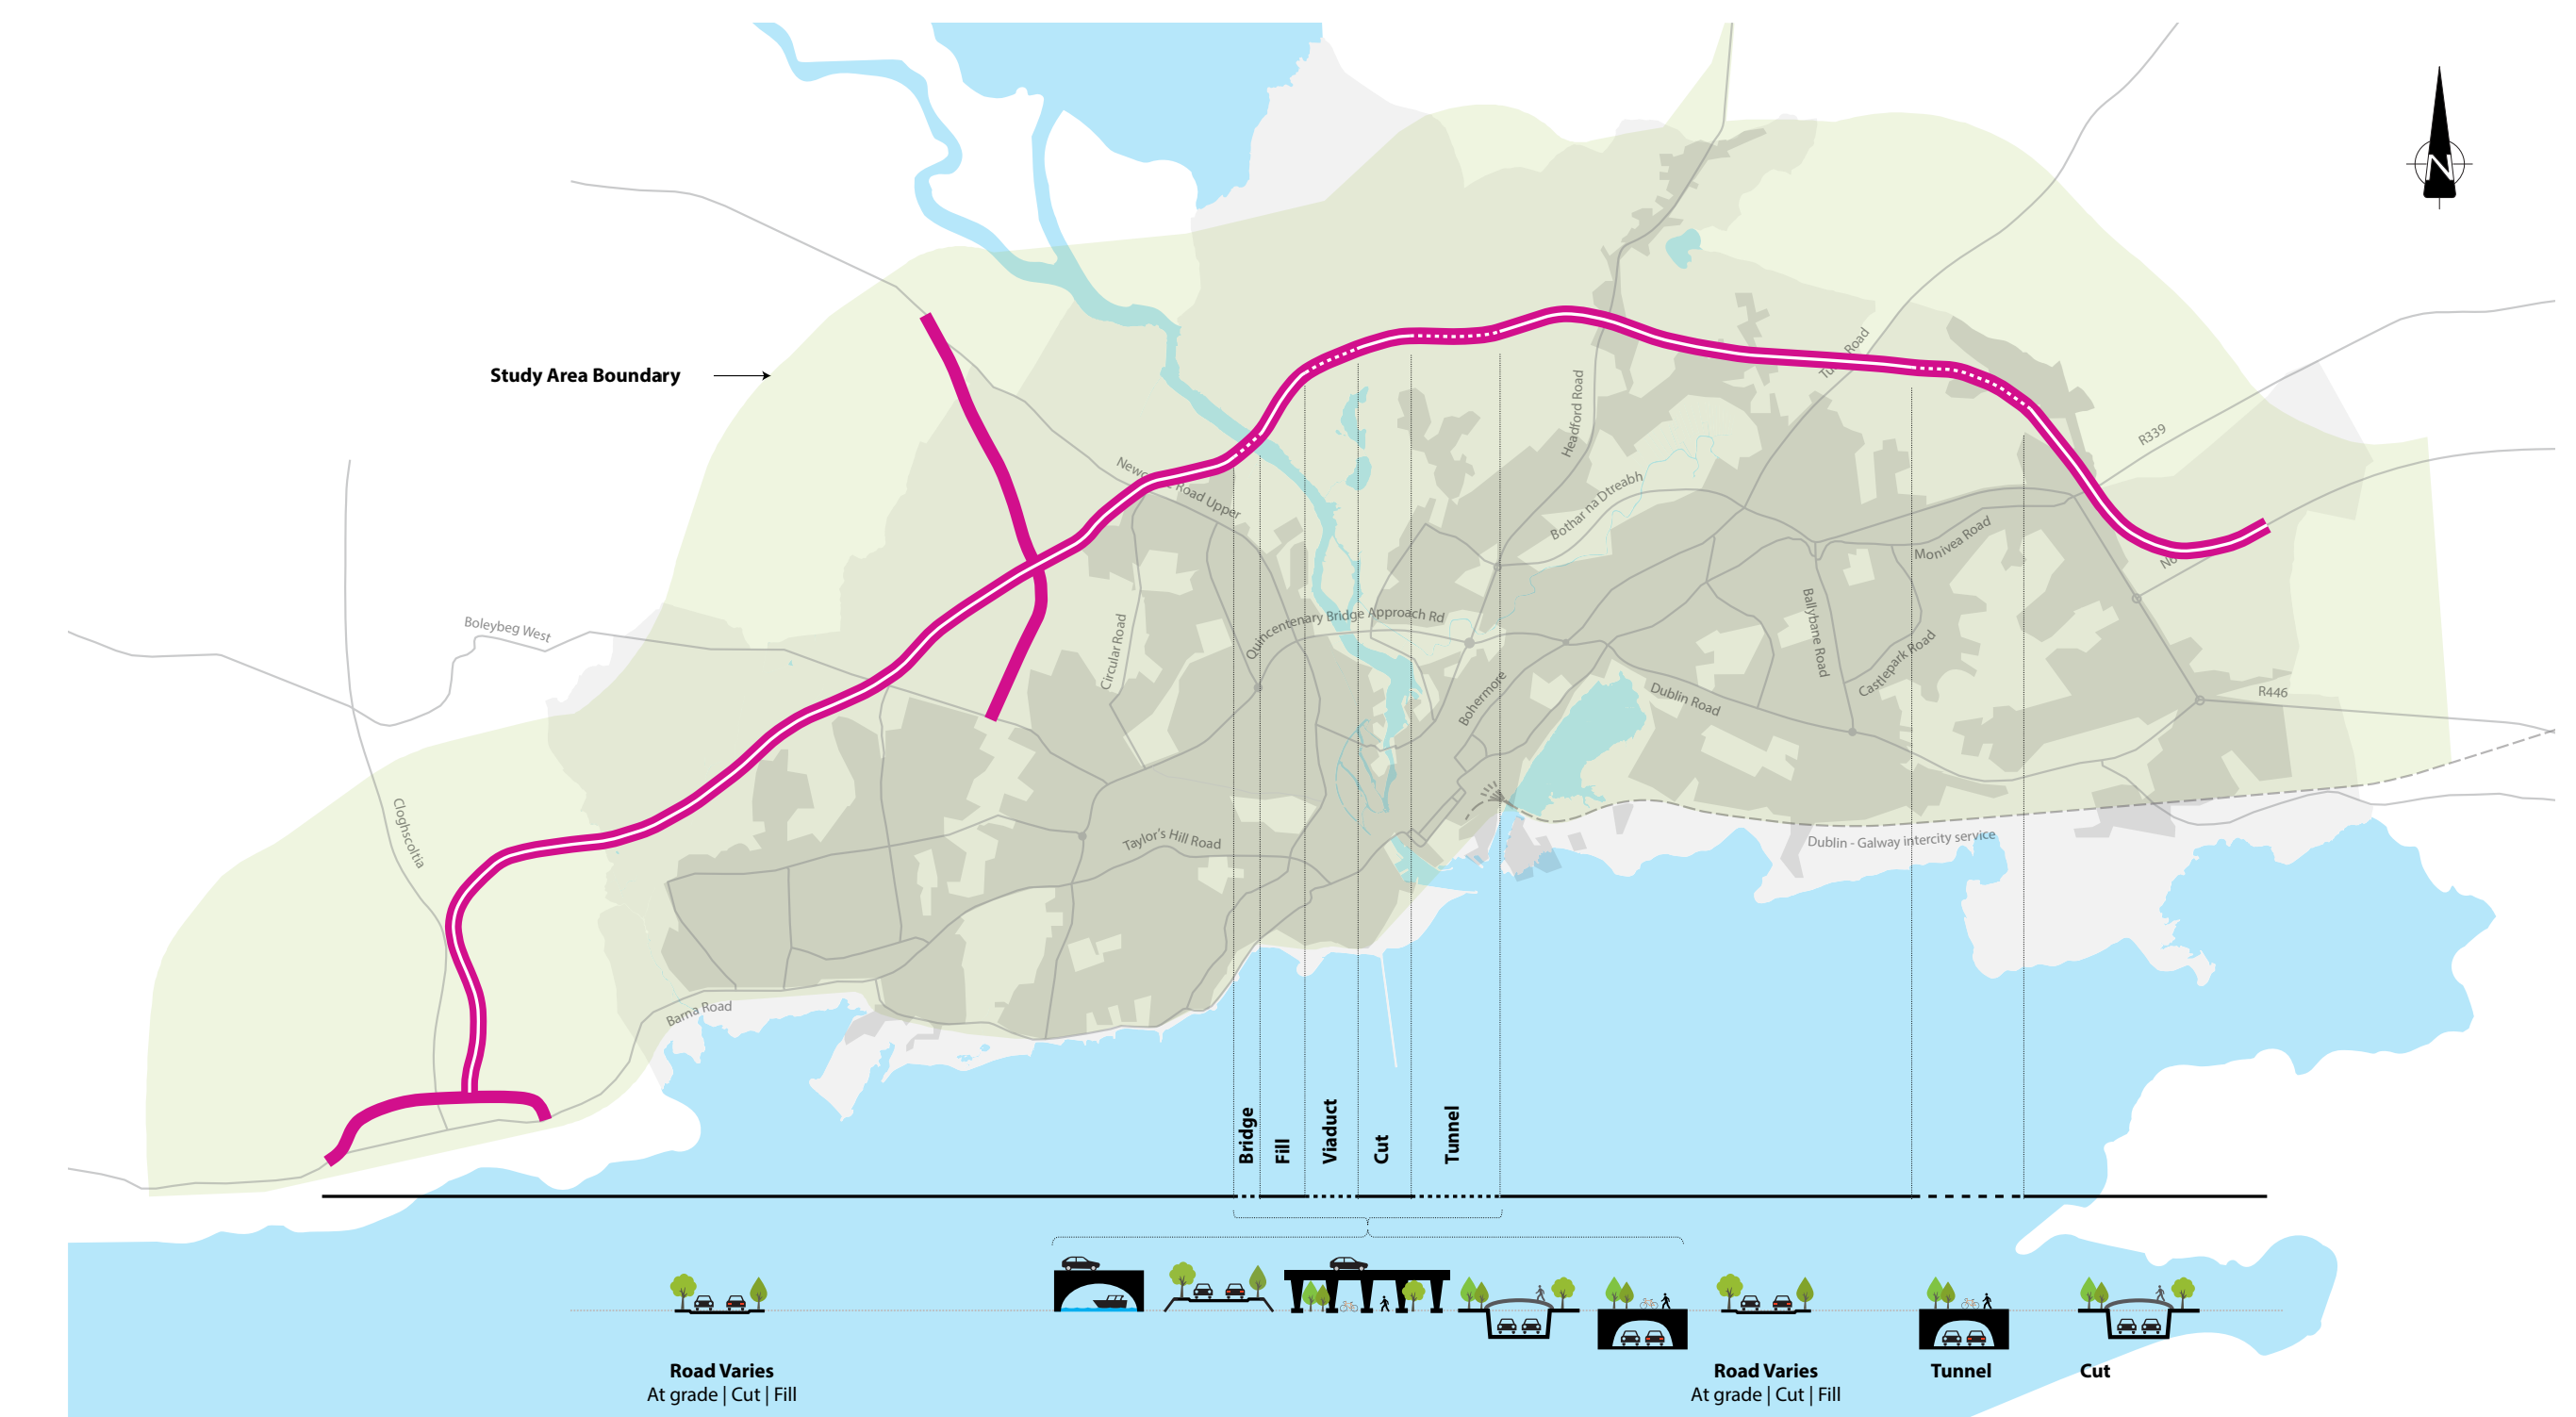 N
Study Area Boundary
Road
Headford Road
R339
Road Upper
Bothar na Dtreabh
Monivea Road
Boleybeg West
Quincentenary Bridge Approach Rd
Circular Road
Ballybane Road
Castlepark Road
Bohermore
Dublin Road
R446
Cloghscoltia
Taylor's Hill Road
Dublin - Galway intercity service
Barna Road
Bridge
Fill
Viaduct
Cut
Tunnel
Road Varies
At grade | Cut | Fill
Road Varies
At grade | Cut | Fill
Tunnel
Cut